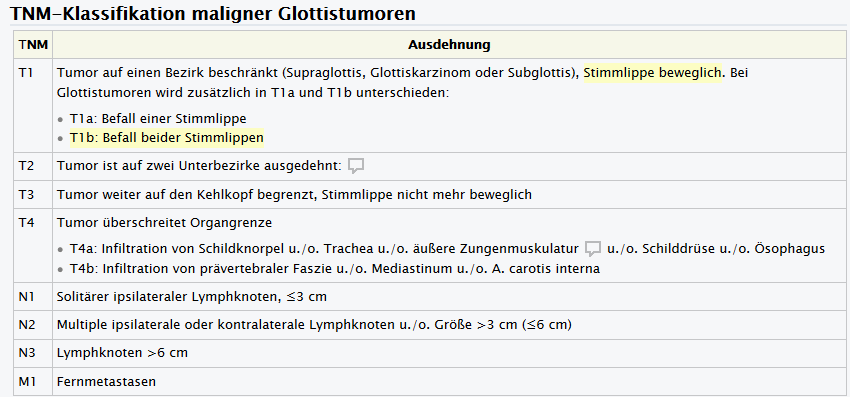 TNM-Klassifikation maligner Glottistumoren
TNM Ausdehnung
T1 Tumor auf einen Bezirk beschränkt (Supraglottis, Glottiskarzinom oder Subglottis), Stimmlippe beweglich. Bei
Glottistumoren wird zusätzlich in T1a und T1b unterschieden:
• T1a: Befall einer Stimmlippe
• T1b: Befall beider Stimmlippen
T2 Tumor ist auf zwei Unterbezirke ausgedehnt:
T3 Tumor weiter auf den Kehlkopf begrenzt, Stimmlippe nicht mehr beweglich
T4 Tumor überschreitet Organgrenze
• T4a: Infiltration von Schildknorpel u./o. Trachea u./o. äußere Zungenmuskulatur u./o. Schilddrüse u./o. Ösophagus
• T4b: Infiltration von prävertebraler Faszie u./o. Mediastinum u./o. A. carotis interna
N1 Solitärer ipsilateraler Lymphknoten, ≤3 cm
N2 Multiple ipsilaterale oder kontralaterale Lymphknoten u./o. Größe >3 cm (≤6 cm)
N3 Lymphknoten >6 cm
M1 Fernmetastasen